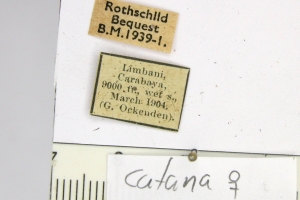 Rothschild
Bequest
B.M.1939-1.
Limbani,
Carabaya,
9000 ft., wet s.,
March 1904.
(G. Ockenden).
catana ♀